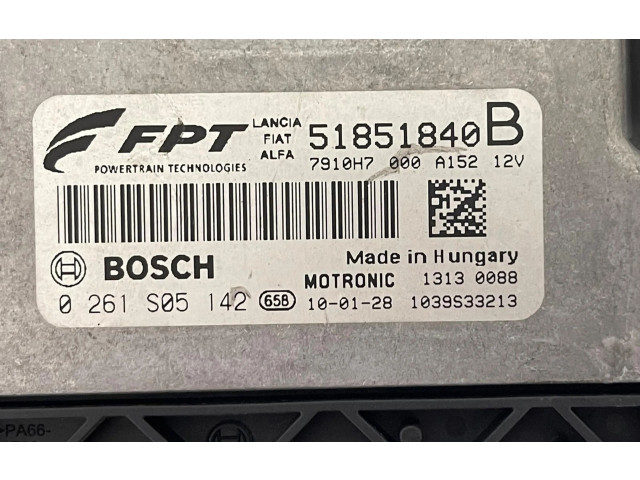 FPT
POWERTRAIN TECHNOLOGIES
LANCIA
FIAT
ALFA
51851840 B
7910H7 000 A152 12V
BOSCH
Made in Hungary
MOTRONIC 1313 0088
0 261 S05 142 658 10-01-28 1039S33213
>PA66-